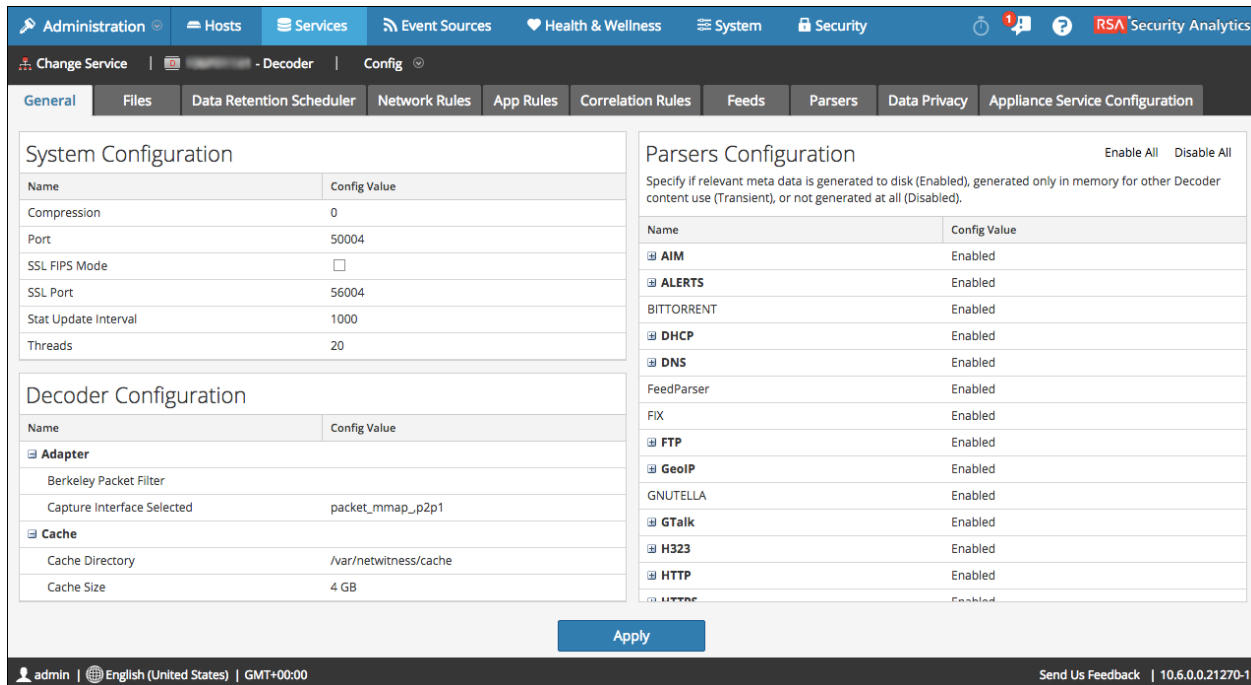 Administration Hosts Services Event Sources Health & Wellness System Security 1 ? RSA Security Analytics
Change Service | D - Decoder | Config
General Files Data Retention Scheduler Network Rules App Rules Correlation Rules Feeds Parsers Data Privacy Appliance Service Configuration
System Configuration
Name Config Value
Compression 0
Port 50004
SSL FIPS Mode
SSL Port 56004
Stat Update Interval 1000
Threads 20
Decoder Configuration
Name Config Value
Adapter
Berkeley Packet Filter
Capture Interface Selected packet_mmap_,p2p1
Cache
Cache Directory /var/netwitness/cache
Cache Size 4 GB
Parsers Configuration Enable All Disable All
Specify if relevant meta data is generated to disk (Enabled), generated only in memory for other Decoder
content use (Transient), or not generated at all (Disabled).
Name Config Value
AIM Enabled
ALERTS Enabled
BITTORRENT Enabled
DHCP Enabled
DNS Enabled
FeedParser Enabled
FIX Enabled
FTP Enabled
GeoIP Enabled
GNUTELLA Enabled
GTalk Enabled
H323 Enabled
HTTP Enabled
HTTPS Enabled
Apply
admin | English (United States) | GMT+00:00 Send Us Feedback | 10.6.0.0.21270-1